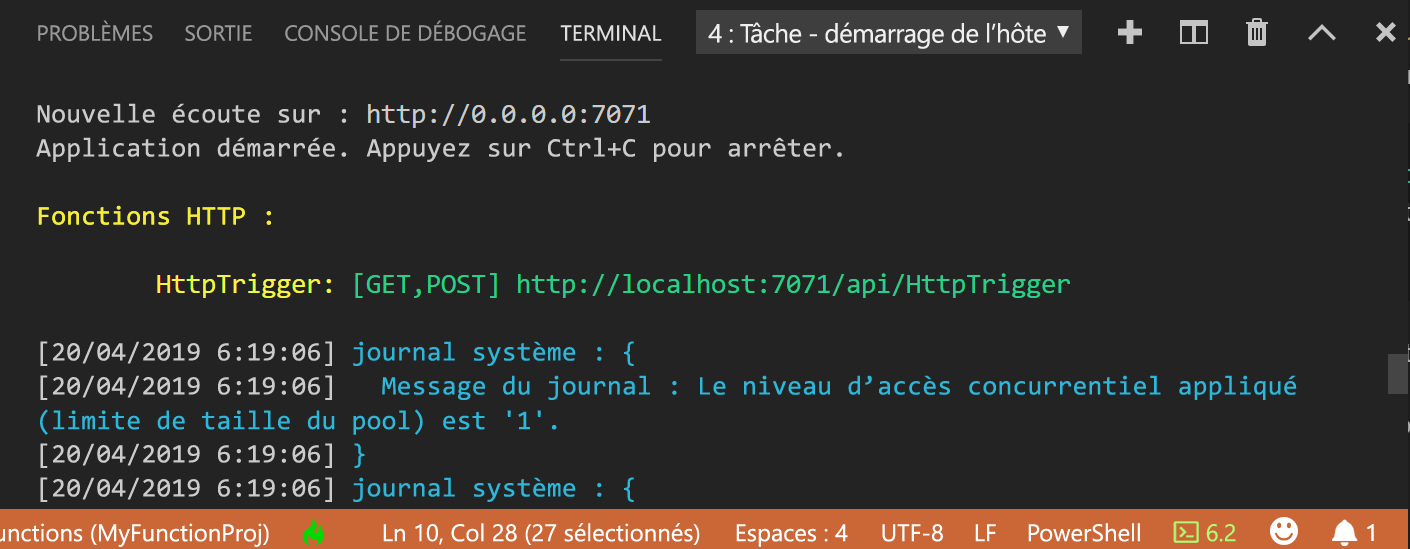 PROBLÈMES SORTIE CONSOLE DE DÉBOGAGE TERMINAL 4 : Tâche - démarrage de l’hôte
Nouvelle écoute sur : http://0.0.0.0:7071
Application démarrée. Appuyez sur Ctrl+C pour arrêter.
Fonctions HTTP :
HttpTrigger: [GET,POST] http://localhost:7071/api/HttpTrigger
[20/04/2019 6:19:06] journal système : {
[20/04/2019 6:19:06] Message du journal : Le niveau d’accès concurrentiel appliqué
(limite de taille du pool) est '1'.
[20/04/2019 6:19:06] }
[20/04/2019 6:19:06] journal système : {
unctions (MyFunctionProj) Ln 10, Col 28 (27 sélectionnés) Espaces : 4 UTF-8 LF PowerShell 6.2 1